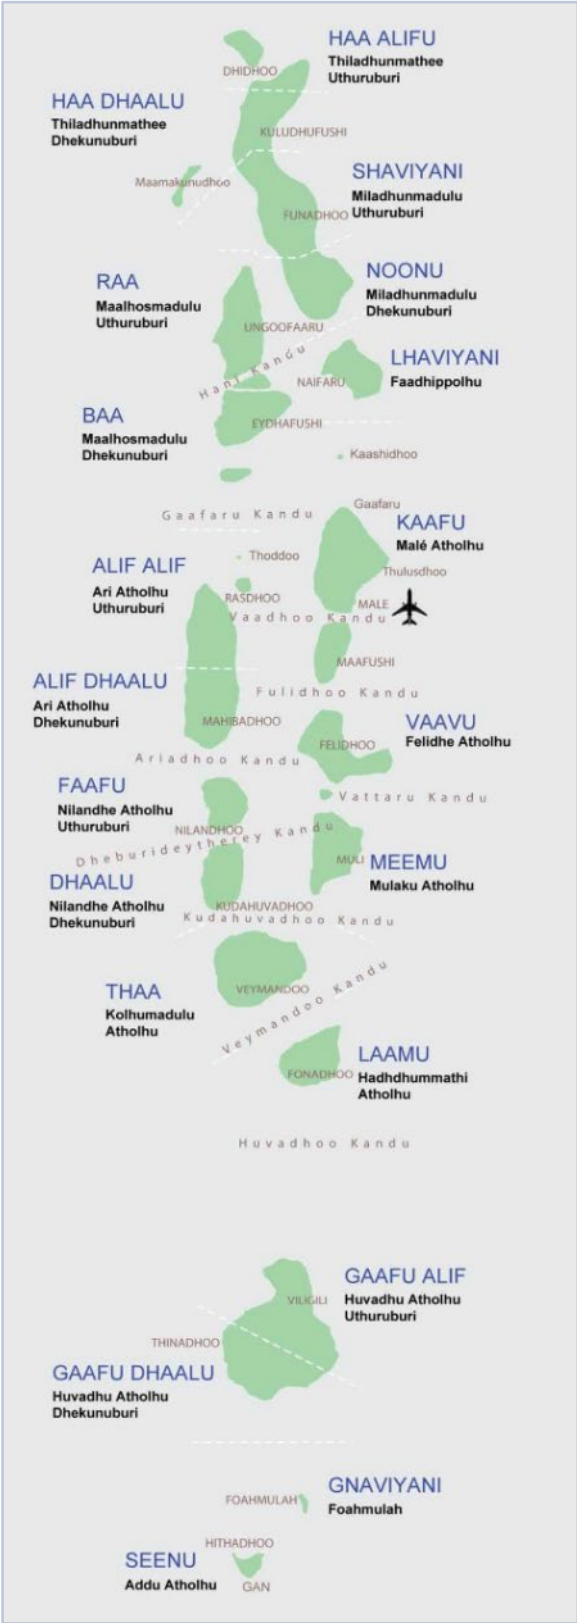 HAA ALIFU
Thiladhunmathee
Uthuruburi
DHIDHOO
HAA DHAALU
Thiladhunmathee
Dhekunuburi
KULUDHUFUSHI
Maamakunudhoo
SHAVIYANI
Miladhunmadulu
Uthuruburi
FUNADHOO
RAA
Maalhosmadulu
Uthuruburi
NOONU
Miladhunmadulu
Dhekunuburi
UNGOOFAARU
Hani Kandu
LHAVIYANI
Faadhippolhu
NAIFARU
BAA
Maalhosmadulu
Dhekunuburi
EYDHAFUSHI
Kaashidhoo
Gaafaru
Gaafaru Kandu
KAAFU
Malé Atholhu
ALIF ALIF
Ari Atholhu
Uthuruburi
Thoddoo
Thulusdhoo
RASDHOO
MALE
Vaadhoo Kandu
MAAFUSHI
ALIF DHAALU
Ari Atholhu
Dhekunuburi
Fulidhoo Kandu
MAHIBADHOO
VAAVU
Felidhe Atholhu
FELIDHOO
Ariadhoo Kandu
FAAFU
Nilandhe Atholhu
Uthuruburi
Vattaru Kandu
NILANDHOO
Dheburideytherey Kandu
MULI
MEEMU
Mulaku Atholhu
DHAALU
Nilandhe Atholhu
Dhekunuburi
KUDAHUVADHOO
Kudahuvadhoo Kandu
THAA
Kolhumadulu
Atholhu
VEYMANDOO
Veymandoo Kandu
LAAMU
Hadhdhummathi
Atholhu
FONADHOO
Huvadhoo Kandu
GAAFU ALIF
Huvadhu Atholhu
Uthuruburi
VILIGILI
THINADHOO
GAAFU DHAALU
Huvadhu Atholhu
Dhekunuburi
GNAVIYANI
Foahmulah
FOAHMULAH
HITHADHOO
SEENU
Addu Atholhu
GAN